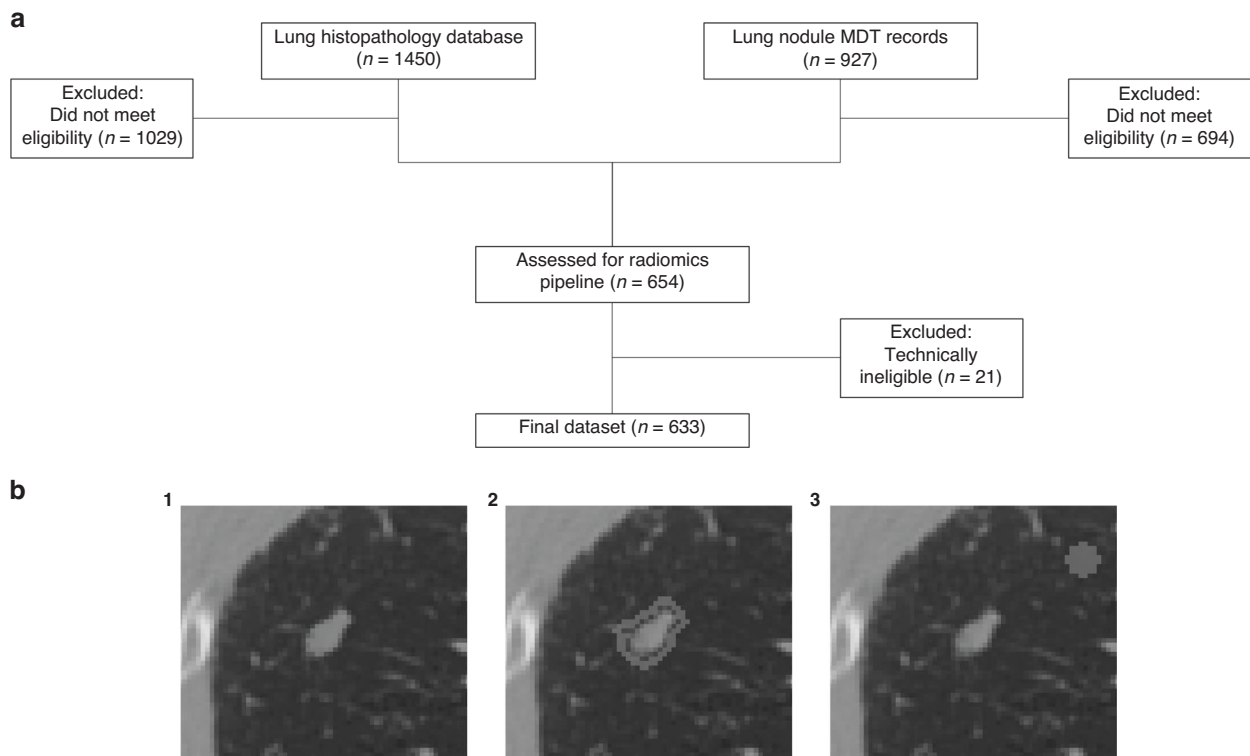 a
Lung histopathology database
(n = 1450)
Lung nodule MDT records
(n = 927)
Excluded:
Did not meet
eligibility (n = 1029)
Excluded:
Did not meet
eligibility (n = 694)
Assessed for radiomics
pipeline (n = 654)
Excluded:
Technically
ineligible (n = 21)
Final dataset (n = 633)
b
1
2
3